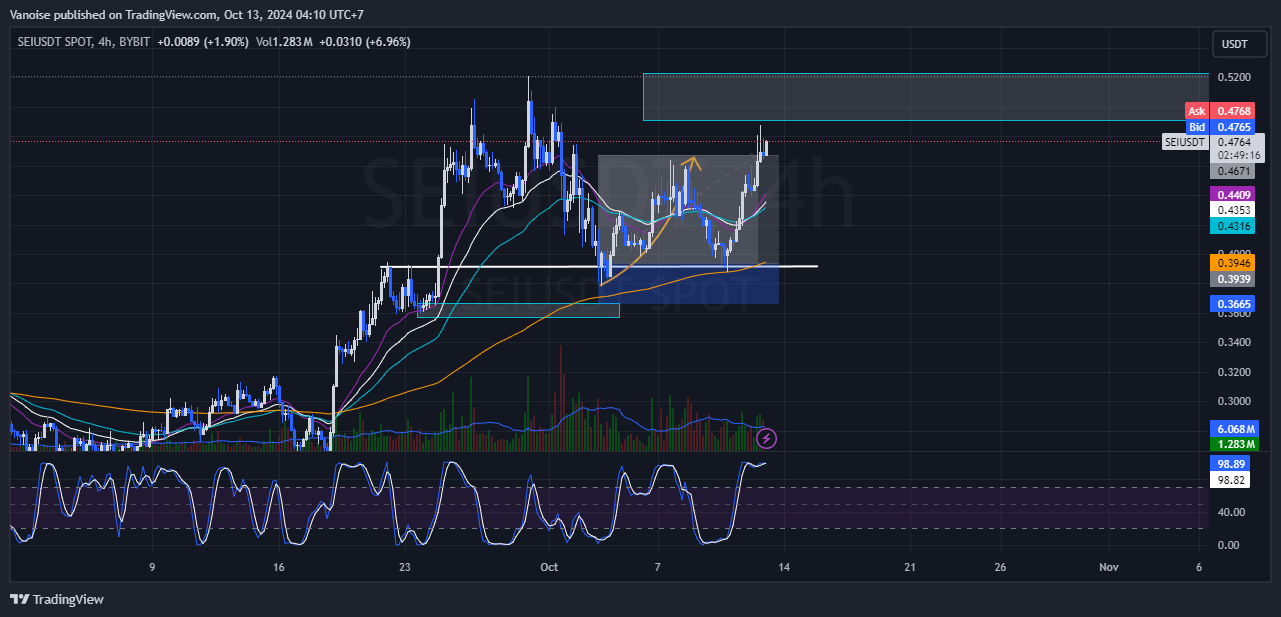 Vanoise published on TradingView.com, Oct 13, 2024 04:10 UTC+7
SEIUSDT SPOT, 4h, BYBIT +0.0089 (+1.90%) Vol1.283 M +0.0310 (+6.96%)
USDT
0.5200
Ask 0.4768
Bid 0.4765
SEIUSDT 0.4764
02:49:16
0.4671
0.4409
0.4353
0.4316
0.4000
0.3946
0.3939
0.3665
0.3600
0.3400
0.3200
0.3000
6.068 M
1.283 M
98.89
98.82
40.00
0.00
SEIUSDT, 4h
SEIUSDT SPOT
9 16 23 Oct 7 14 21 26 Nov 6
TradingView